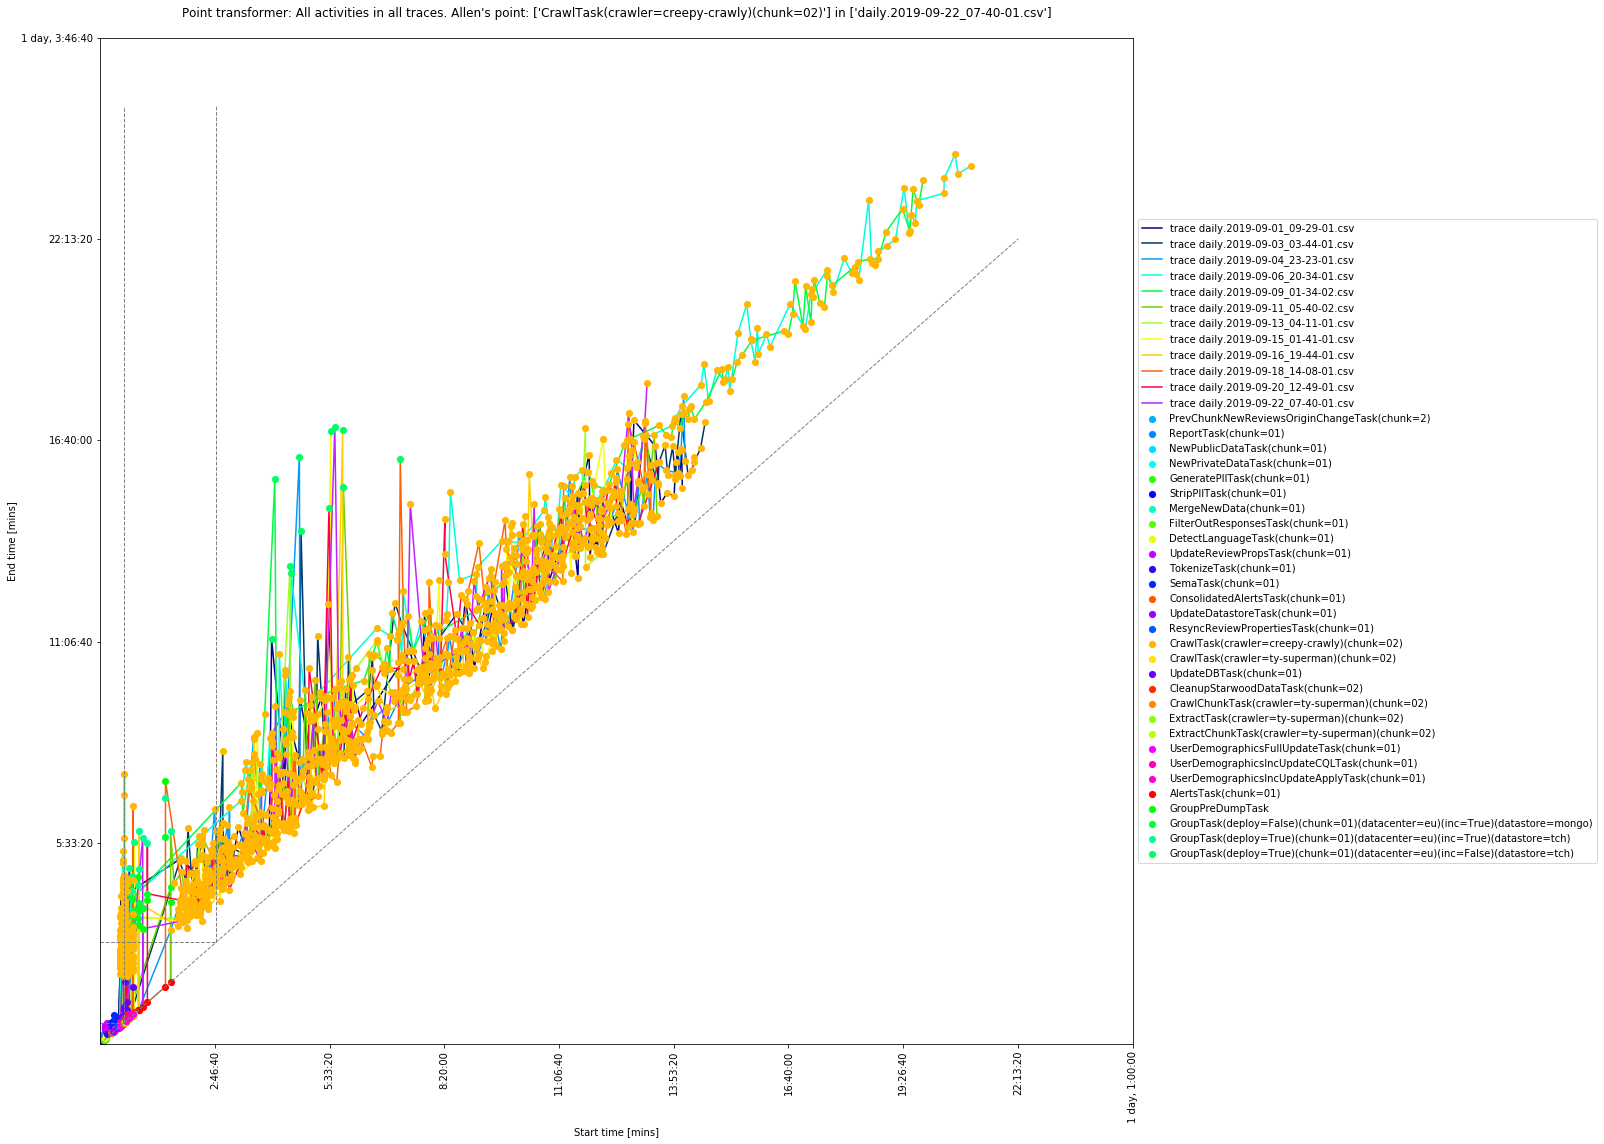 Point transformer: All activities in all traces. Allen's point: ['CrawlTask(crawler=creepy-crawly)(chunk=02)'] in ['daily.2019-09-22_07-40-01.csv']
1 day, 3:46:40
22:13:20
16:40:00
11:06:40
5:33:20
End time [mins]
2:46:40
5:33:20
8:20:00
11:06:40
13:53:20
16:40:00
19:26:40
22:13:20
1 day, 1:00:00
Start time [mins]
trace daily.2019-09-01_09-29-01.csv
trace daily.2019-09-03_03-44-01.csv
trace daily.2019-09-04_23-23-01.csv
trace daily.2019-09-06_20-34-01.csv
trace daily.2019-09-09_01-34-02.csv
trace daily.2019-09-11_05-40-02.csv
trace daily.2019-09-13_04-11-01.csv
trace daily.2019-09-15_01-41-01.csv
trace daily.2019-09-16_19-44-01.csv
trace daily.2019-09-18_14-08-01.csv
trace daily.2019-09-20_12-49-01.csv
trace daily.2019-09-22_07-40-01.csv
PrevChunkNewReviewsOriginChangeTask(chunk=2)
ReportTask(chunk=01)
NewPublicDataTask(chunk=01)
NewPrivateDataTask(chunk=01)
GeneratePIITask(chunk=01)
StripPIITask(chunk=01)
MergeNewData(chunk=01)
FilterOutResponsesTask(chunk=01)
DetectLanguageTask(chunk=01)
UpdateReviewPropsTask(chunk=01)
TokenizeTask(chunk=01)
SemaTask(chunk=01)
ConsolidatedAlertsTask(chunk=01)
UpdateDatastoreTask(chunk=01)
ResyncReviewPropertiesTask(chunk=01)
CrawlTask(crawler=creepy-crawly)(chunk=02)
CrawlTask(crawler=ty-superman)(chunk=02)
UpdateDBTask(chunk=01)
CleanupStarwoodDataTask(chunk=02)
CrawlChunkTask(crawler=ty-superman)(chunk=02)
ExtractTask(crawler=ty-superman)(chunk=02)
ExtractChunkTask(crawler=ty-superman)(chunk=02)
UserDemographicsFullUpdateTask(chunk=01)
UserDemographicsIncUpdateCQLTask(chunk=01)
UserDemographicsIncUpdateApplyTask(chunk=01)
AlertsTask(chunk=01)
GroupPreDumpTask
GroupTask(deploy=False)(chunk=01)(datacenter=eu)(inc=True)(datastore=mongo)
GroupTask(deploy=True)(chunk=01)(datacenter=eu)(inc=True)(datastore=tch)
GroupTask(deploy=True)(chunk=01)(datacenter=eu)(inc=False)(datastore=tch)